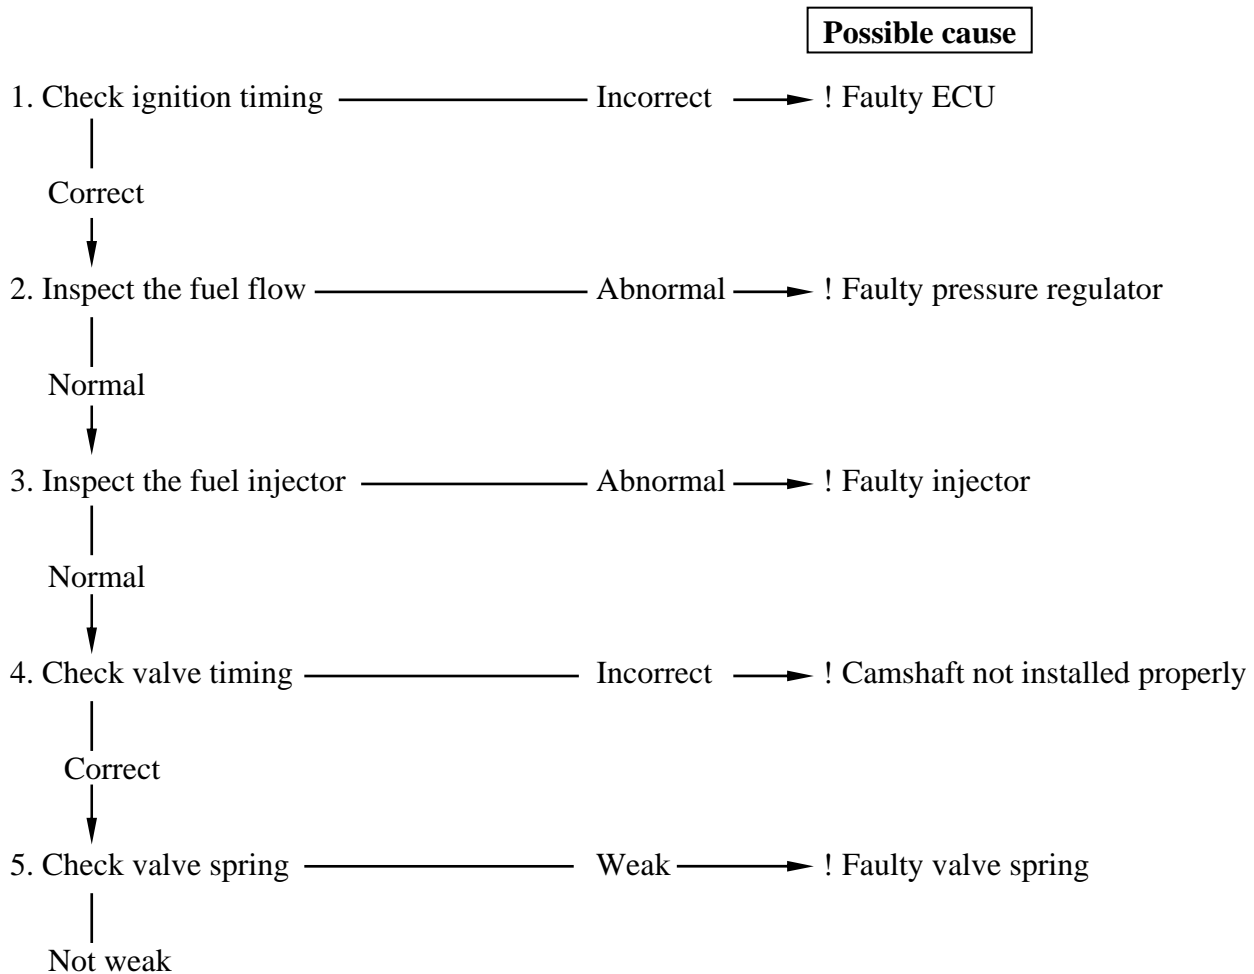 Possible cause
1. Check ignition timing Incorrect ! Faulty ECU
Correct
2. Inspect the fuel flow Abnormal ! Faulty pressure regulator
Normal
3. Inspect the fuel injector Abnormal ! Faulty injector
Normal
4. Check valve timing Incorrect ! Camshaft not installed properly
Correct
5. Check valve spring Weak ! Faulty valve spring
Not weak